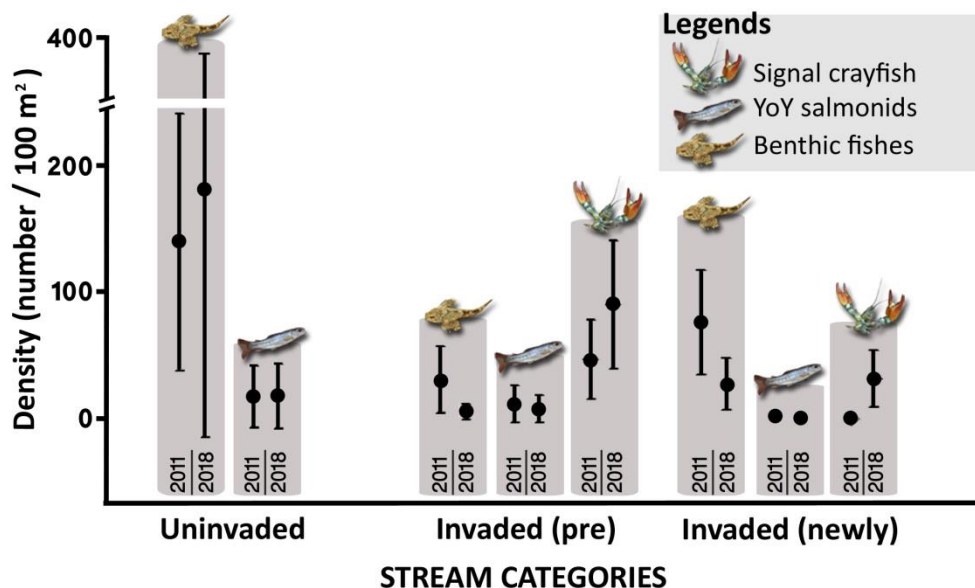 Legends
Signal crayfish
YoY salmonids
Benthic fishes
Density (number / 100 m²)
400
200
100
0
2011 2018 2011 2018 2011 2018 2011 2018 2011 2018 2011 2018 2011 2018 2011 2018
Uninvaded Invaded (pre) Invaded (newly)
STREAM CATEGORIES